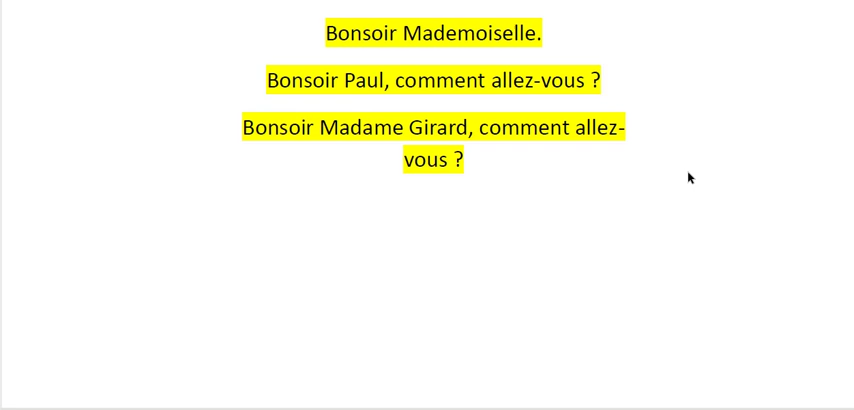 Bonsoir Mademoiselle.
Bonsoir Paul, comment allez-vous ?
Bonsoir Madame Girard, comment allez-
vous ?